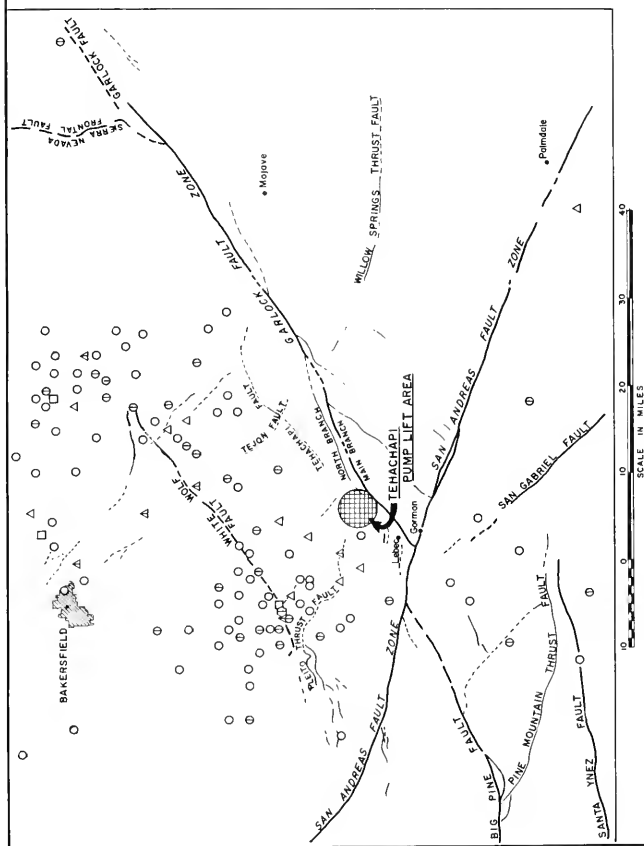 GARLOCK FAULT
SIERRA NEVADA
FRONTAL FAULT
ZONE
Mojave
WILLOW SPRINGS THRUST FAULT
Palmdale
FAULT
GARLOCK
ZONE
BAKERSFIELD
WHITE WOLF
FAULT
TEJON FAULT
TEHACHAPI
FAULT
NORTH BRANCH
MAIN BRANCH
TEHACHAPI
PUMP LIFT AREA
SAN ANDREAS FAULT
PLEITO
THRUST FAULT
Lebec
Gorman
SAN GABRIEL FAULT
SAN ANDREAS FAULT
ZONE
BIG PINE
FAULT
PINE MOUNTAIN THRUST
FAULT
SANTA YNEZ
FAULT
10 0 10 20 30 40
SCALE IN MILES